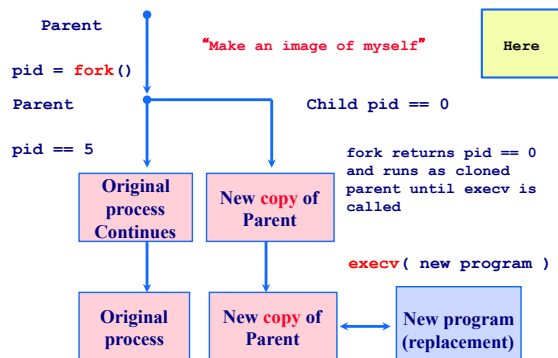 Parent
“Make an image of myself”
Here
pid = fork()
Parent
Child pid == 0
pid == 5
fork returns pid == 0
and runs as cloned
parent until execv is
called
Original
process
Continues
New copy of
Parent
execv( new program )
Original
process
New copy of
Parent
New program
(replacement)